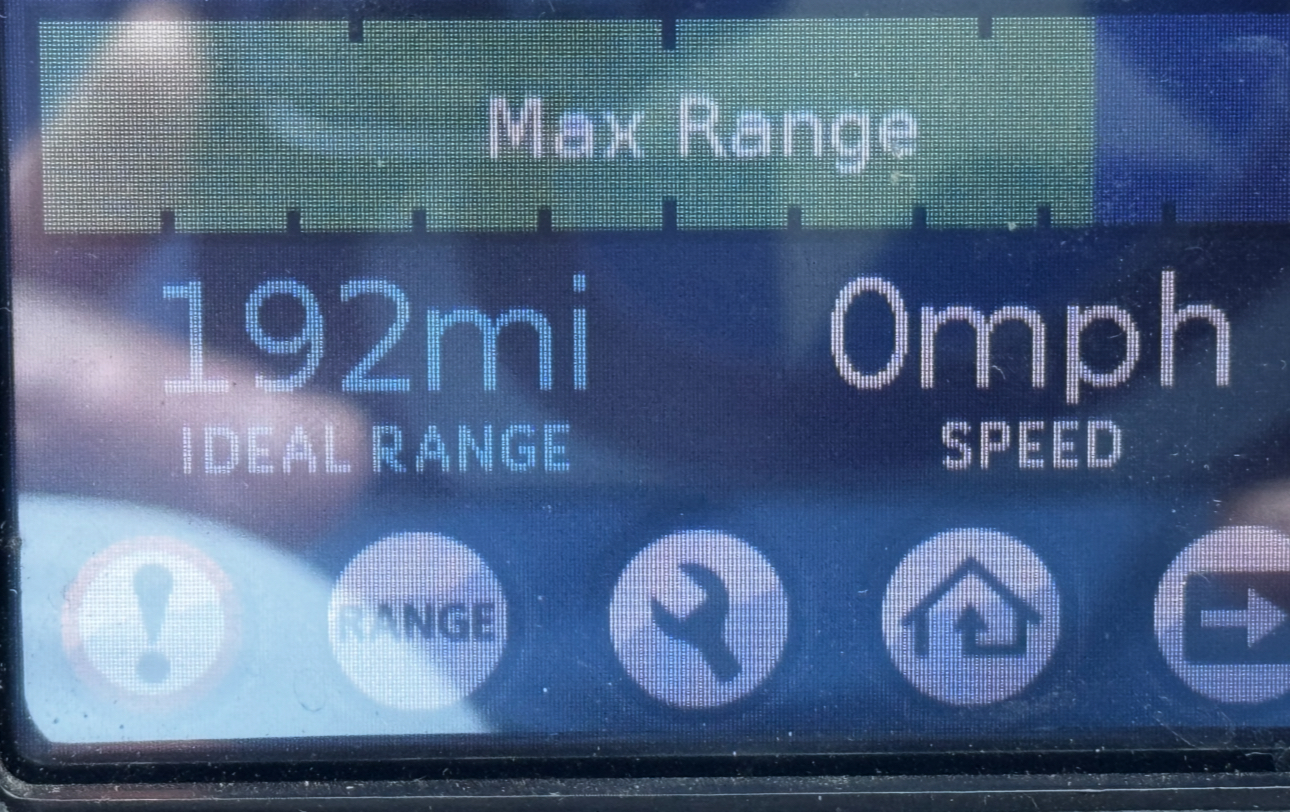 Max Range
192mi 0mph
IDEAL RANGE SPEED
! RANGE